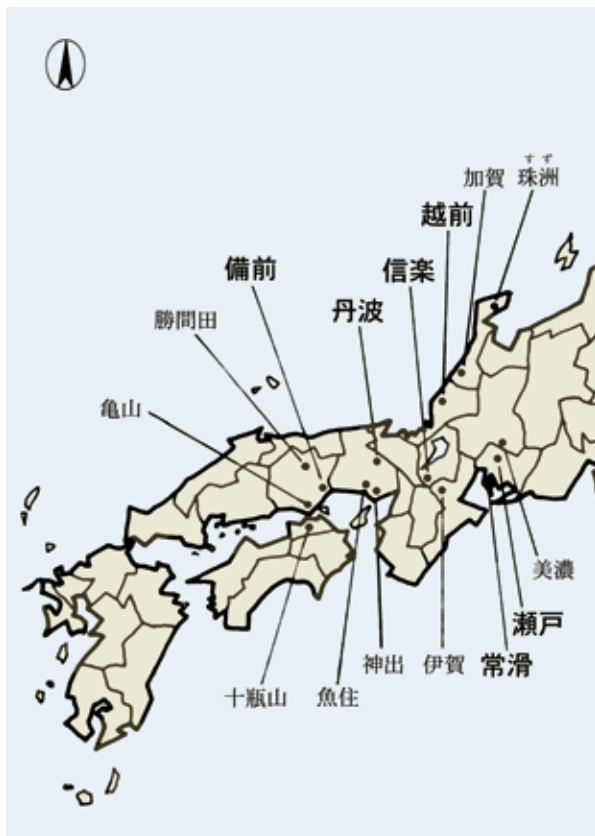 すず
加賀 珠洲
越前
備前
信楽
丹波
勝間田
亀山
美濃
瀬戸
神出 伊賀 常滑
十瓶山 魚住